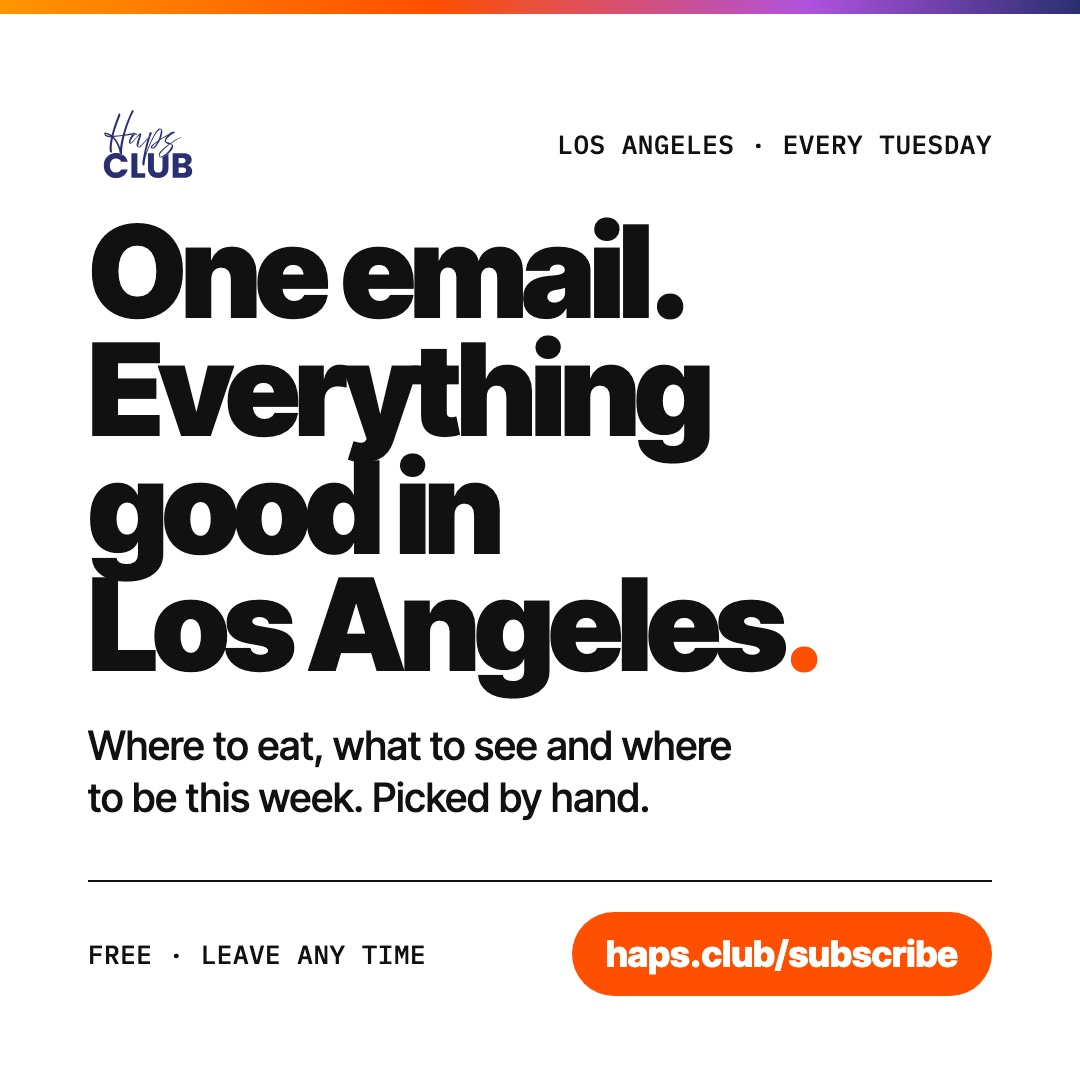 Haps
CLUB
LOS ANGELES · EVERY TUESDAY
One email.
Everything
good in
Los Angeles.
Where to eat, what to see and where
to be this week. Picked by hand.
FREE · LEAVE ANY TIME
haps.club/subscribe